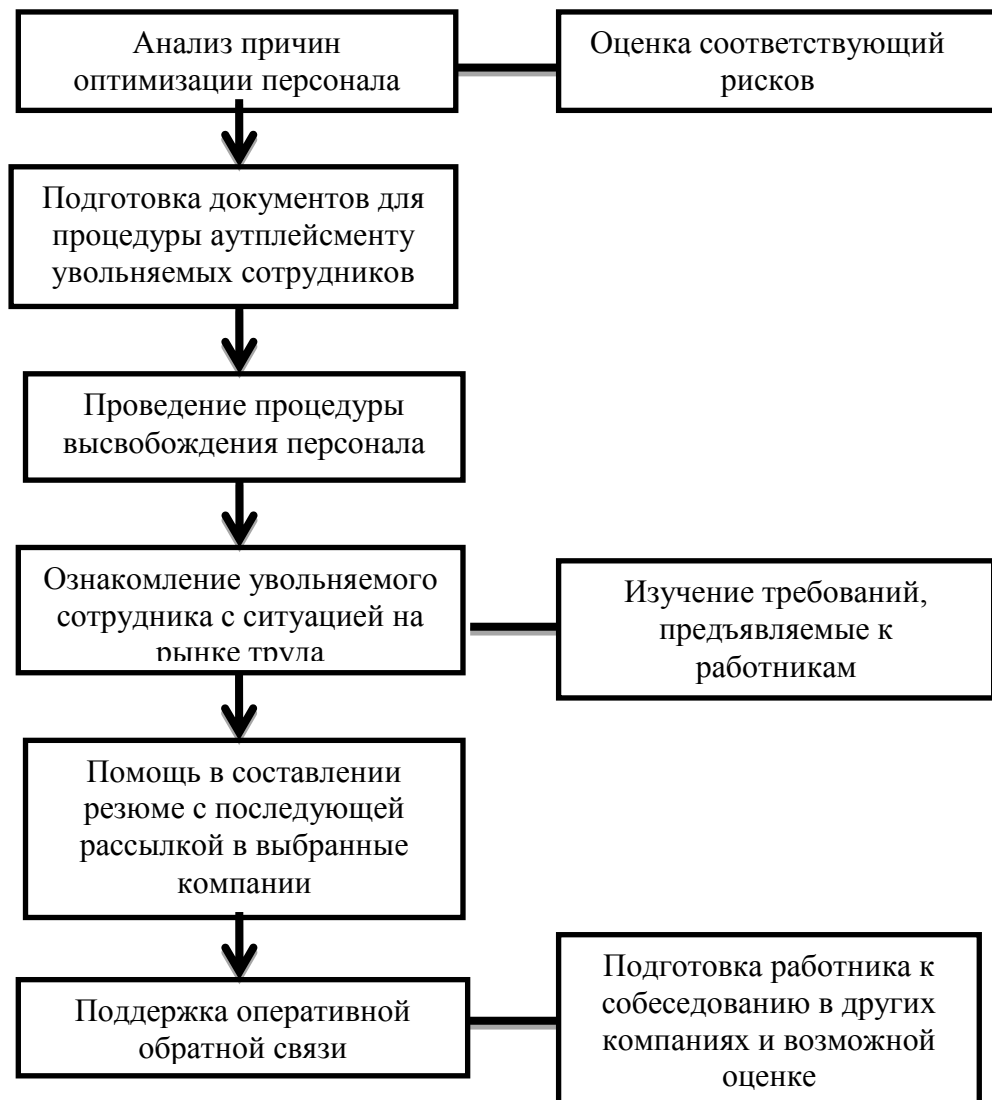 Анализ причин
оптимизации персонала
Оценка соответствующий
рисков
Подготовка документов для
процедуры аутплейсменту
увольняемых сотрудников
Проведение процедуры
высвобождения персонала
Ознакомление увольняемого
сотрудника с ситуацией на
рынке труда
Изучение требований,
предъявляемые к
работникам
Помощь в составлении
резюме с последующей
рассылкой в выбранные
компании
Поддержка оперативной
обратной связи
Подготовка работника к
собеседованию в других
компаниях и возможной
оценке